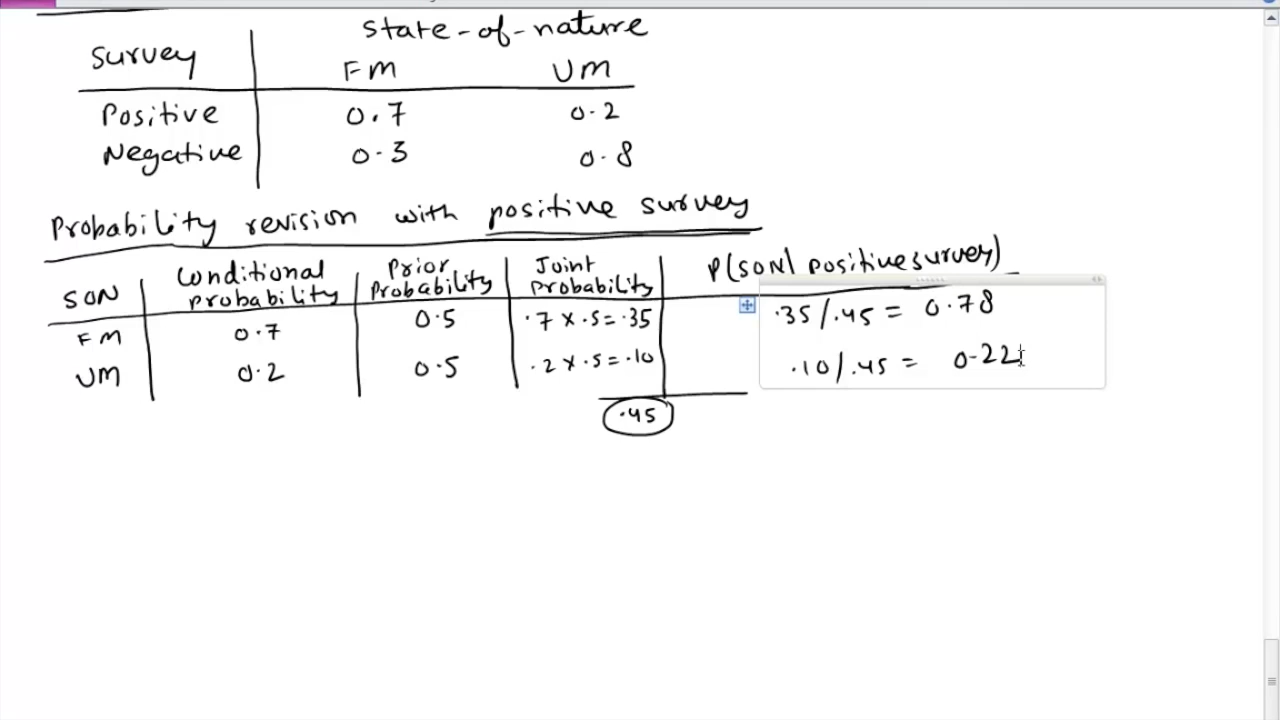 State-of-nature
Survey FM UM
Positive 0.7 0.2
Negative 0.3 0.8
Probability revision with positive survey
SON Conditional probability Prior Probability Joint Probability P(SON| positive survey)
FM 0.7 0.5 .7 x .5=.35 .35/.45 = 0.78
UM 0.2 0.5 .2 x .5=.10 .10/.45 = 0.22
.45